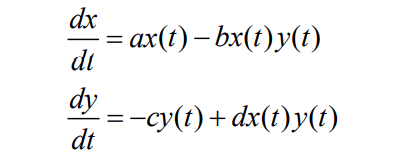 dx/dt = ax(t) − bx(t)y(t)
dy/dt = −cy(t) + dx(t)y(t)